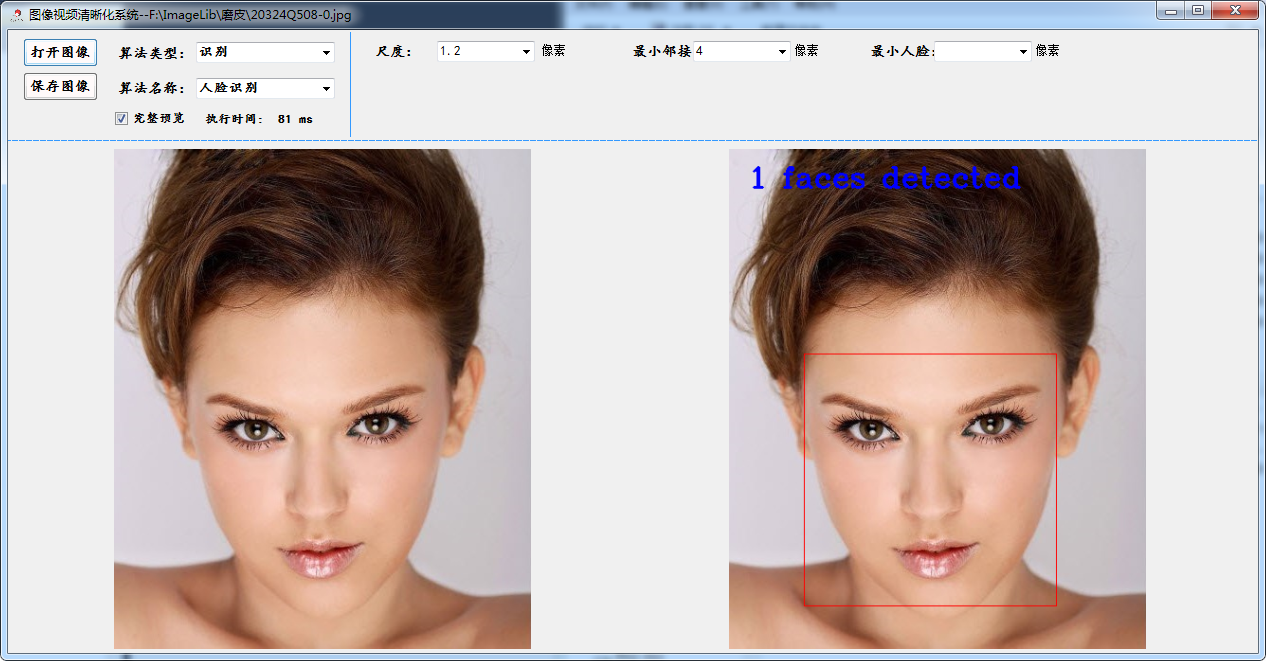 图像视频清晰化系统--F:\ImageLib\磨皮\20324Q508-0.jpg
打开图像 算法类型: 识别 尺度: 1.2 像素 最小邻接 4 像素 最小人脸: 像素
保存图像 算法名称: 人脸识别
完整预览 执行时间: 81 ms
1 faces detected